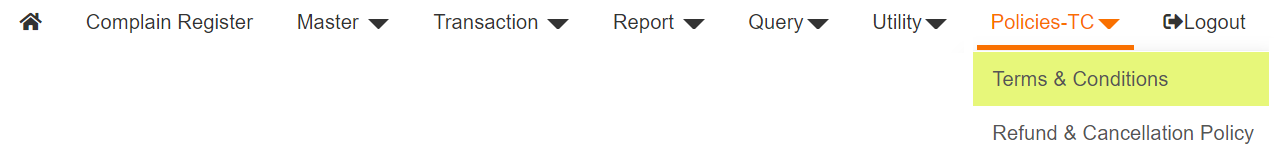 Complain Register Master Transaction Report Query Utility Policies-TC Logout
Terms & Conditions
Refund & Cancellation Policy